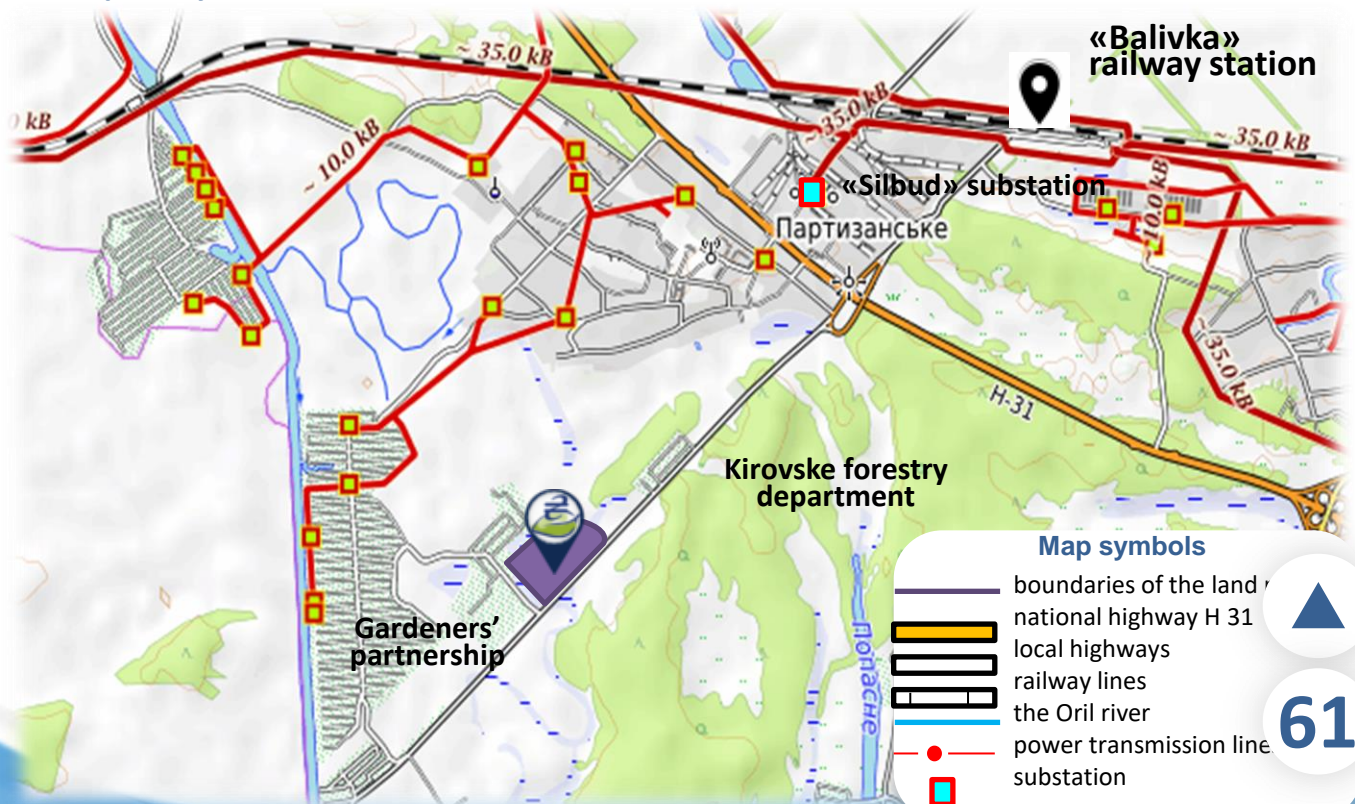 «Balivka»
railway station
~ 35.0 kB
kB
~ 35.0 kB
~ 35.0 kB
~ 10.0 kB
«Silbud» substation
~10.0 kB
Партизанське
~35.0 kB
H-31
Kirovske forestry
department
Gardeners’
partnership
Попасне
Map symbols
boundaries of the land
national highway H 31
local highways
railway lines
the Oril river
power transmission line
substation
61